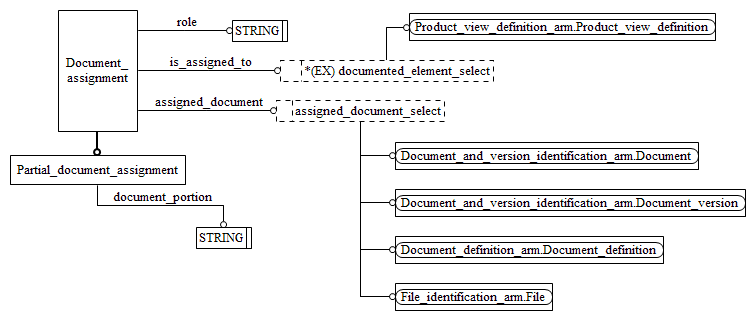 role
STRING
Product_view_definition_arm.Product_view_definition
Document_
assignment
is_assigned_to
*(EX) documented_element_select
assigned_document
assigned_document_select
Document_and_version_identification_arm.Document
Partial_document_assignment
document_portion
Document_and_version_identification_arm.Document_version
STRING
Document_definition_arm.Document_definition
File_identification_arm.File